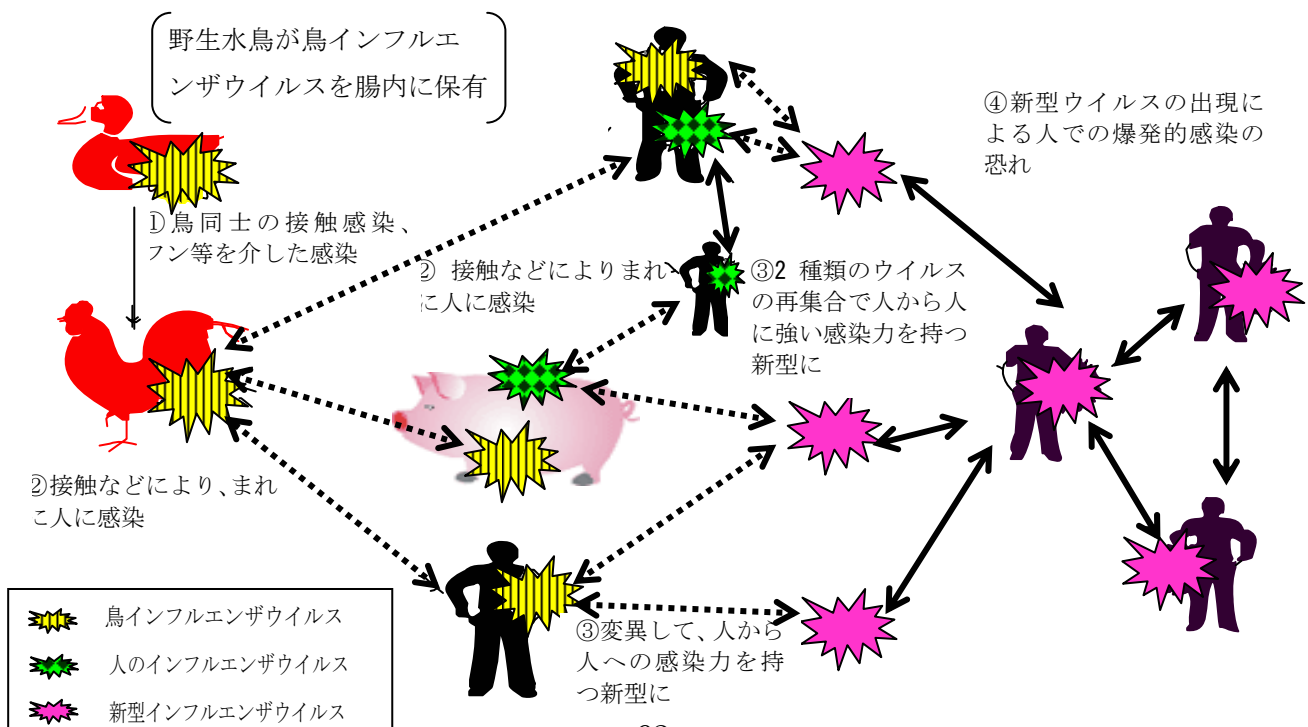 野生水鳥が鳥インフルエ
ンザウイルスを腸内に保有
①鳥同士の接触感染、
フン等を介した感染
② 接触などによりまれ
に人に感染
③2 種類のウイルス
の再集合で人から人
に強い感染力を持つ
新型に
④新型ウイルスの出現に
よる人での爆発的感染の
恐れ
②接触などにより、まれ
に人に感染
③変異して、人から
人への感染力を持
つ新型に
鳥インフルエンザウイルス
人のインフルエンザウイルス
新型インフルエンザウイルス